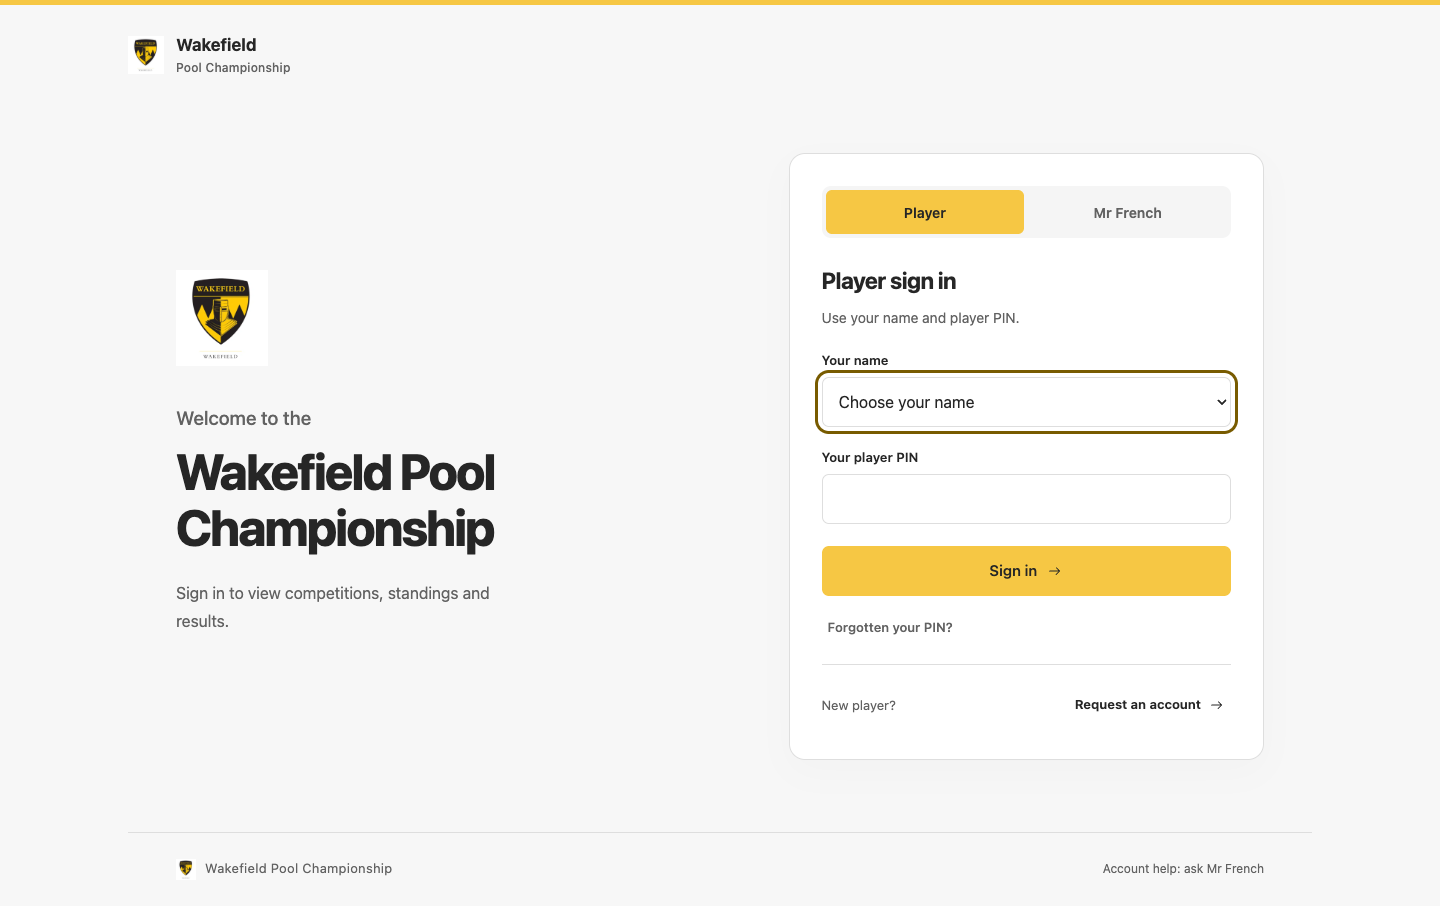 Wakefield
Pool Championship
WAKEFIELD
WAKEFIELD
Welcome to the
Wakefield Pool
Championship
Sign in to view competitions, standings and
results.
Player
Mr French
Player sign in
Use your name and player PIN.
Your name
Choose your name
Your player PIN
Sign in →
Forgotten your PIN?
New player?
Request an account →
Wakefield Pool Championship
Account help: ask Mr French